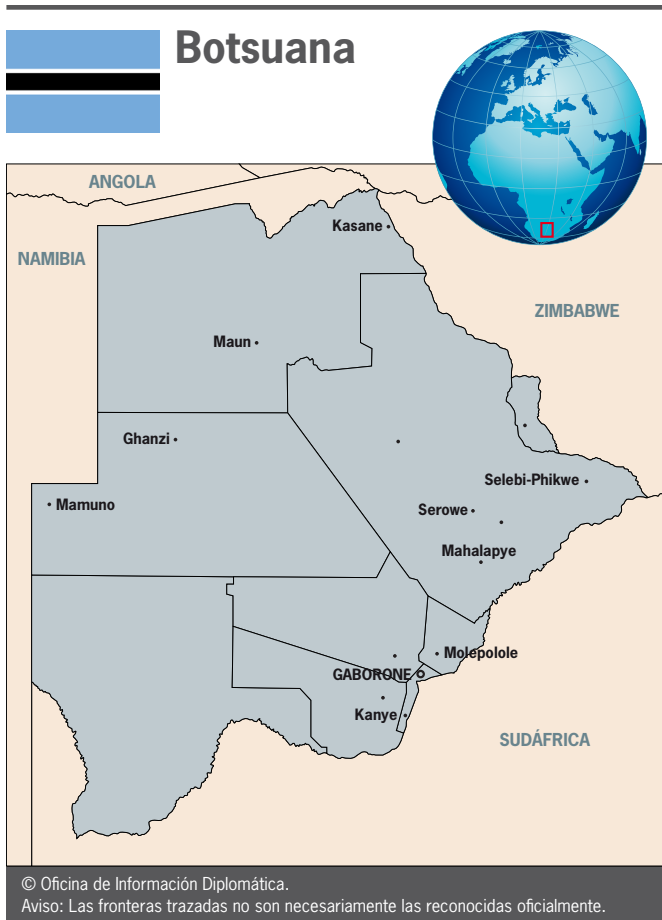 Botsuana
ANGOLA
Kasane
NAMIBIA
ZIMBABWE
Maun
Ghanzi
Selebi-Phikwe
Mamuno
Serowe
Mahalapye
Molepolole
GABORONE
Kanye
SUDÁFRICA
© Oficina de Información Diplomática.
Aviso: Las fronteras trazadas no son necesariamente las reconocidas oficialmente.